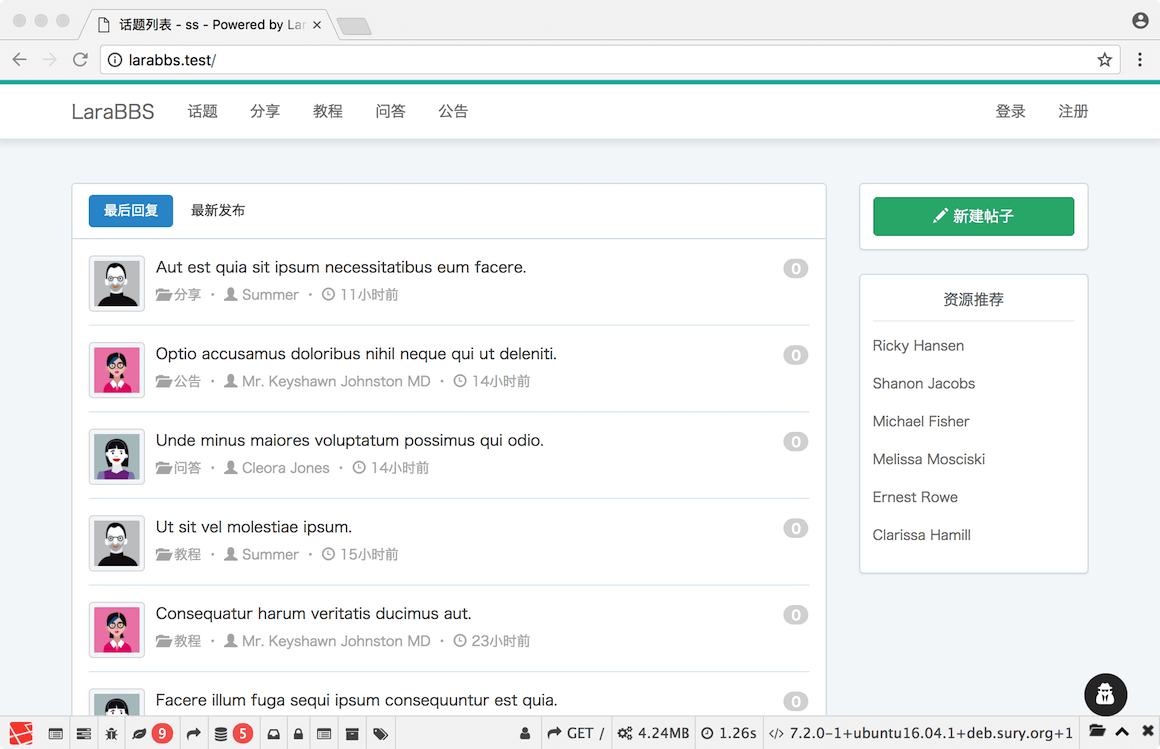 话题列表 - ss - Powered by Lar
larabbs.test/
LaraBBS 话题 分享 教程 问答 公告 登录 注册
最后回复 最新发布
Aut est quia sit ipsum necessitatibus eum facere. 0
分享 · Summer · 11小时前
Optio accusamus doloribus nihil neque qui ut deleniti. 0
公告 · Mr. Keyshawn Johnston MD · 14小时前
Unde minus maiores voluptatum possimus qui odio. 0
问答 · Cleora Jones · 14小时前
Ut sit vel molestiae ipsum. 0
教程 · Summer · 15小时前
Consequatur harum veritatis ducimus aut. 0
教程 · Mr. Keyshawn Johnston MD · 23小时前
Facere illum fuga sequi ipsum consequuntur est quia. 0
新建帖子
资源推荐
Ricky Hansen
Shanon Jacobs
Michael Fisher
Melissa Mosciski
Ernest Rowe
Clarissa Hamill
9 5 GET / 4.24MB 1.26s 7.2.0-1+ubuntu16.04.1+deb.sury.org+1